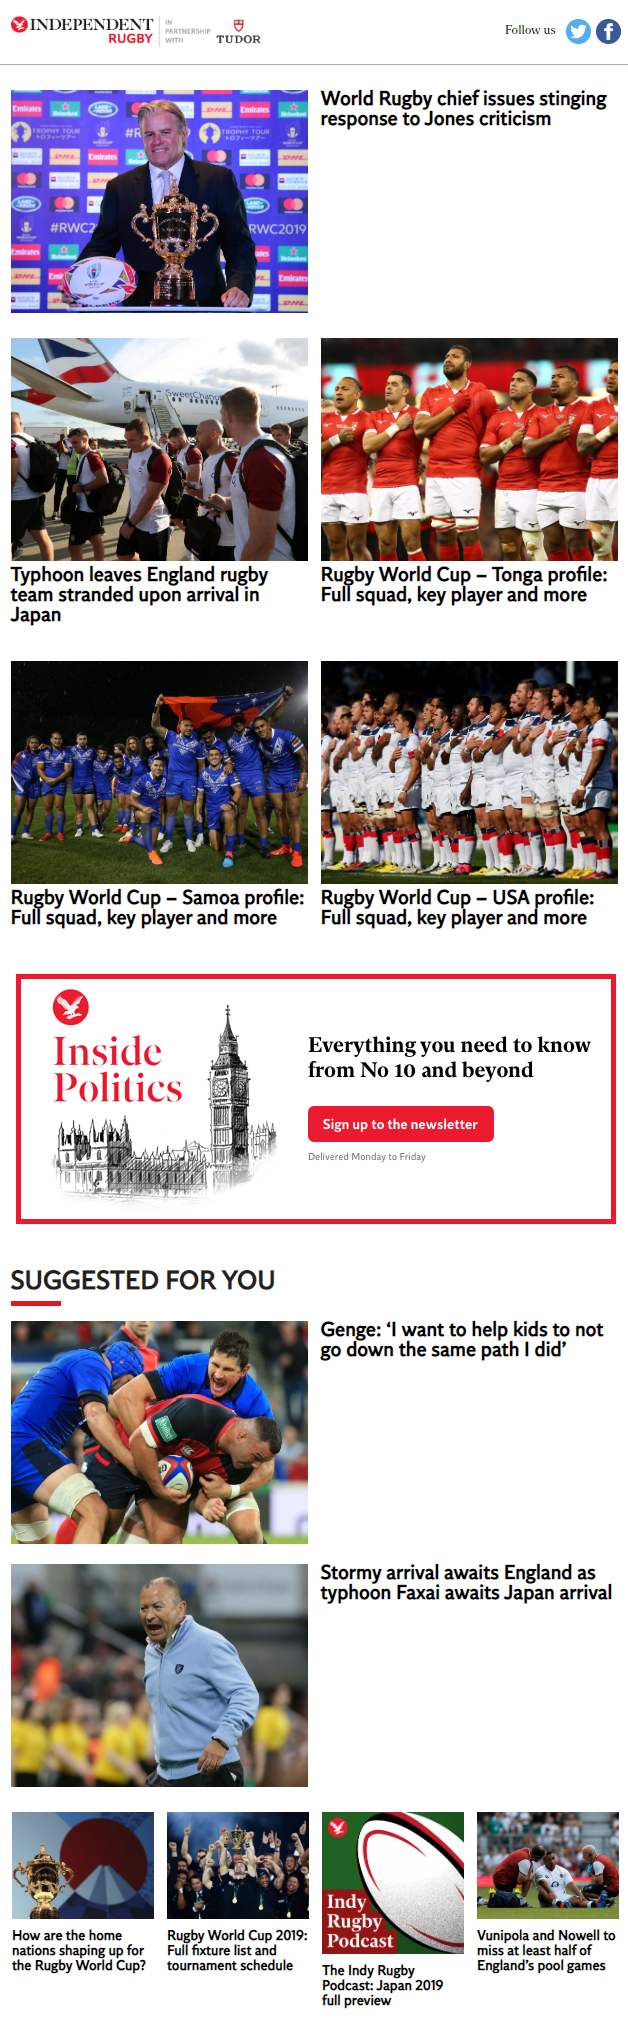 INDEPENDENT
RUGBY
IN
PARTNERSHIP
WITH
TUDOR
Follow us
World Rugby chief issues stinging
response to Jones criticism
Emirates
Heineken
TROPHY TOUR
DHL
#RWC2
RWC2019
SweetChar
Typhoon leaves England rugby
team stranded upon arrival in
Japan
Rugby World Cup – Tonga profile:
Full squad, key player and more
Rugby World Cup – Samoa profile:
Full squad, key player and more
Rugby World Cup – USA profile:
Full squad, key player and more
Inside
Politics
Everything you need to know
from No 10 and beyond
Sign up to the newsletter
Delivered Monday to Friday
SUGGESTED FOR YOU
Genge: ‘I want to help kids to not
go down the same path I did’
Stormy arrival awaits England as
typhoon Faxai awaits Japan arrival
How are the home
nations shaping up for
the Rugby World Cup?
Rugby World Cup 2019:
Full fixture list and
tournament schedule
Indy
Rugby
Podcast
The Indy Rugby
Podcast: Japan 2019
full preview
Vunipola and Nowell to
miss at least half of
England’s pool games